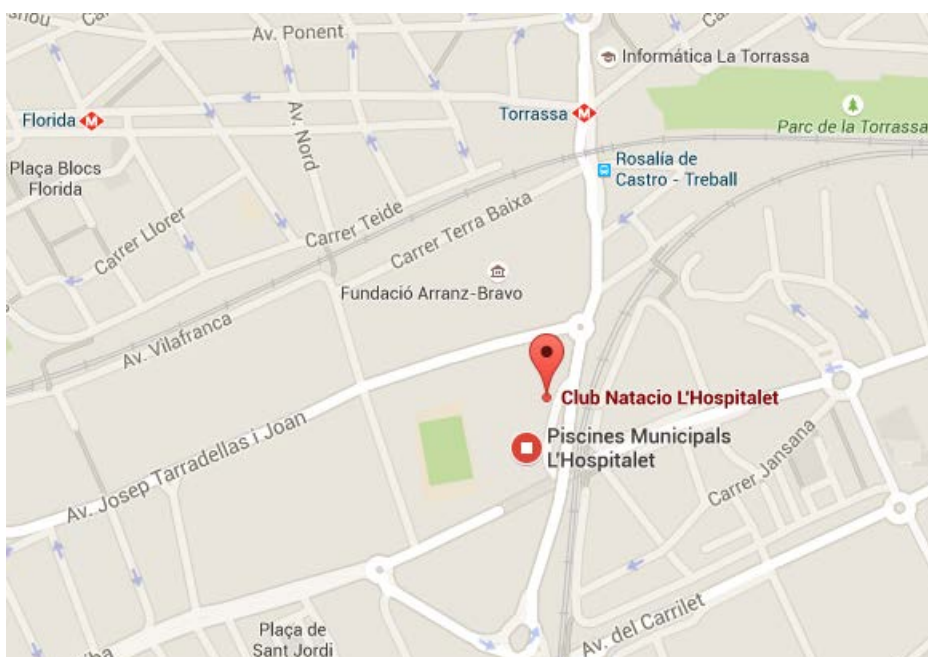 Av. Ponent
Informática La Torrassa
Florida
M
Torrassa
M
Parc de la Torrassa
Av. Nord
Plaça Blocs
Florida
Rosalía de
Castro - Treball
Carrer Llorer
Carrer Teide
Carrer Terra Baixa
Fundació Arranz-Bravo
Av. Vilafranca
Club Natacio L'Hospitalet
Piscines Municipals
L'Hospitalet
Av. Josep Tarradellas i Joan
Carrer Jansana
Av. del Carrilet
Plaça de
Sant Jordi